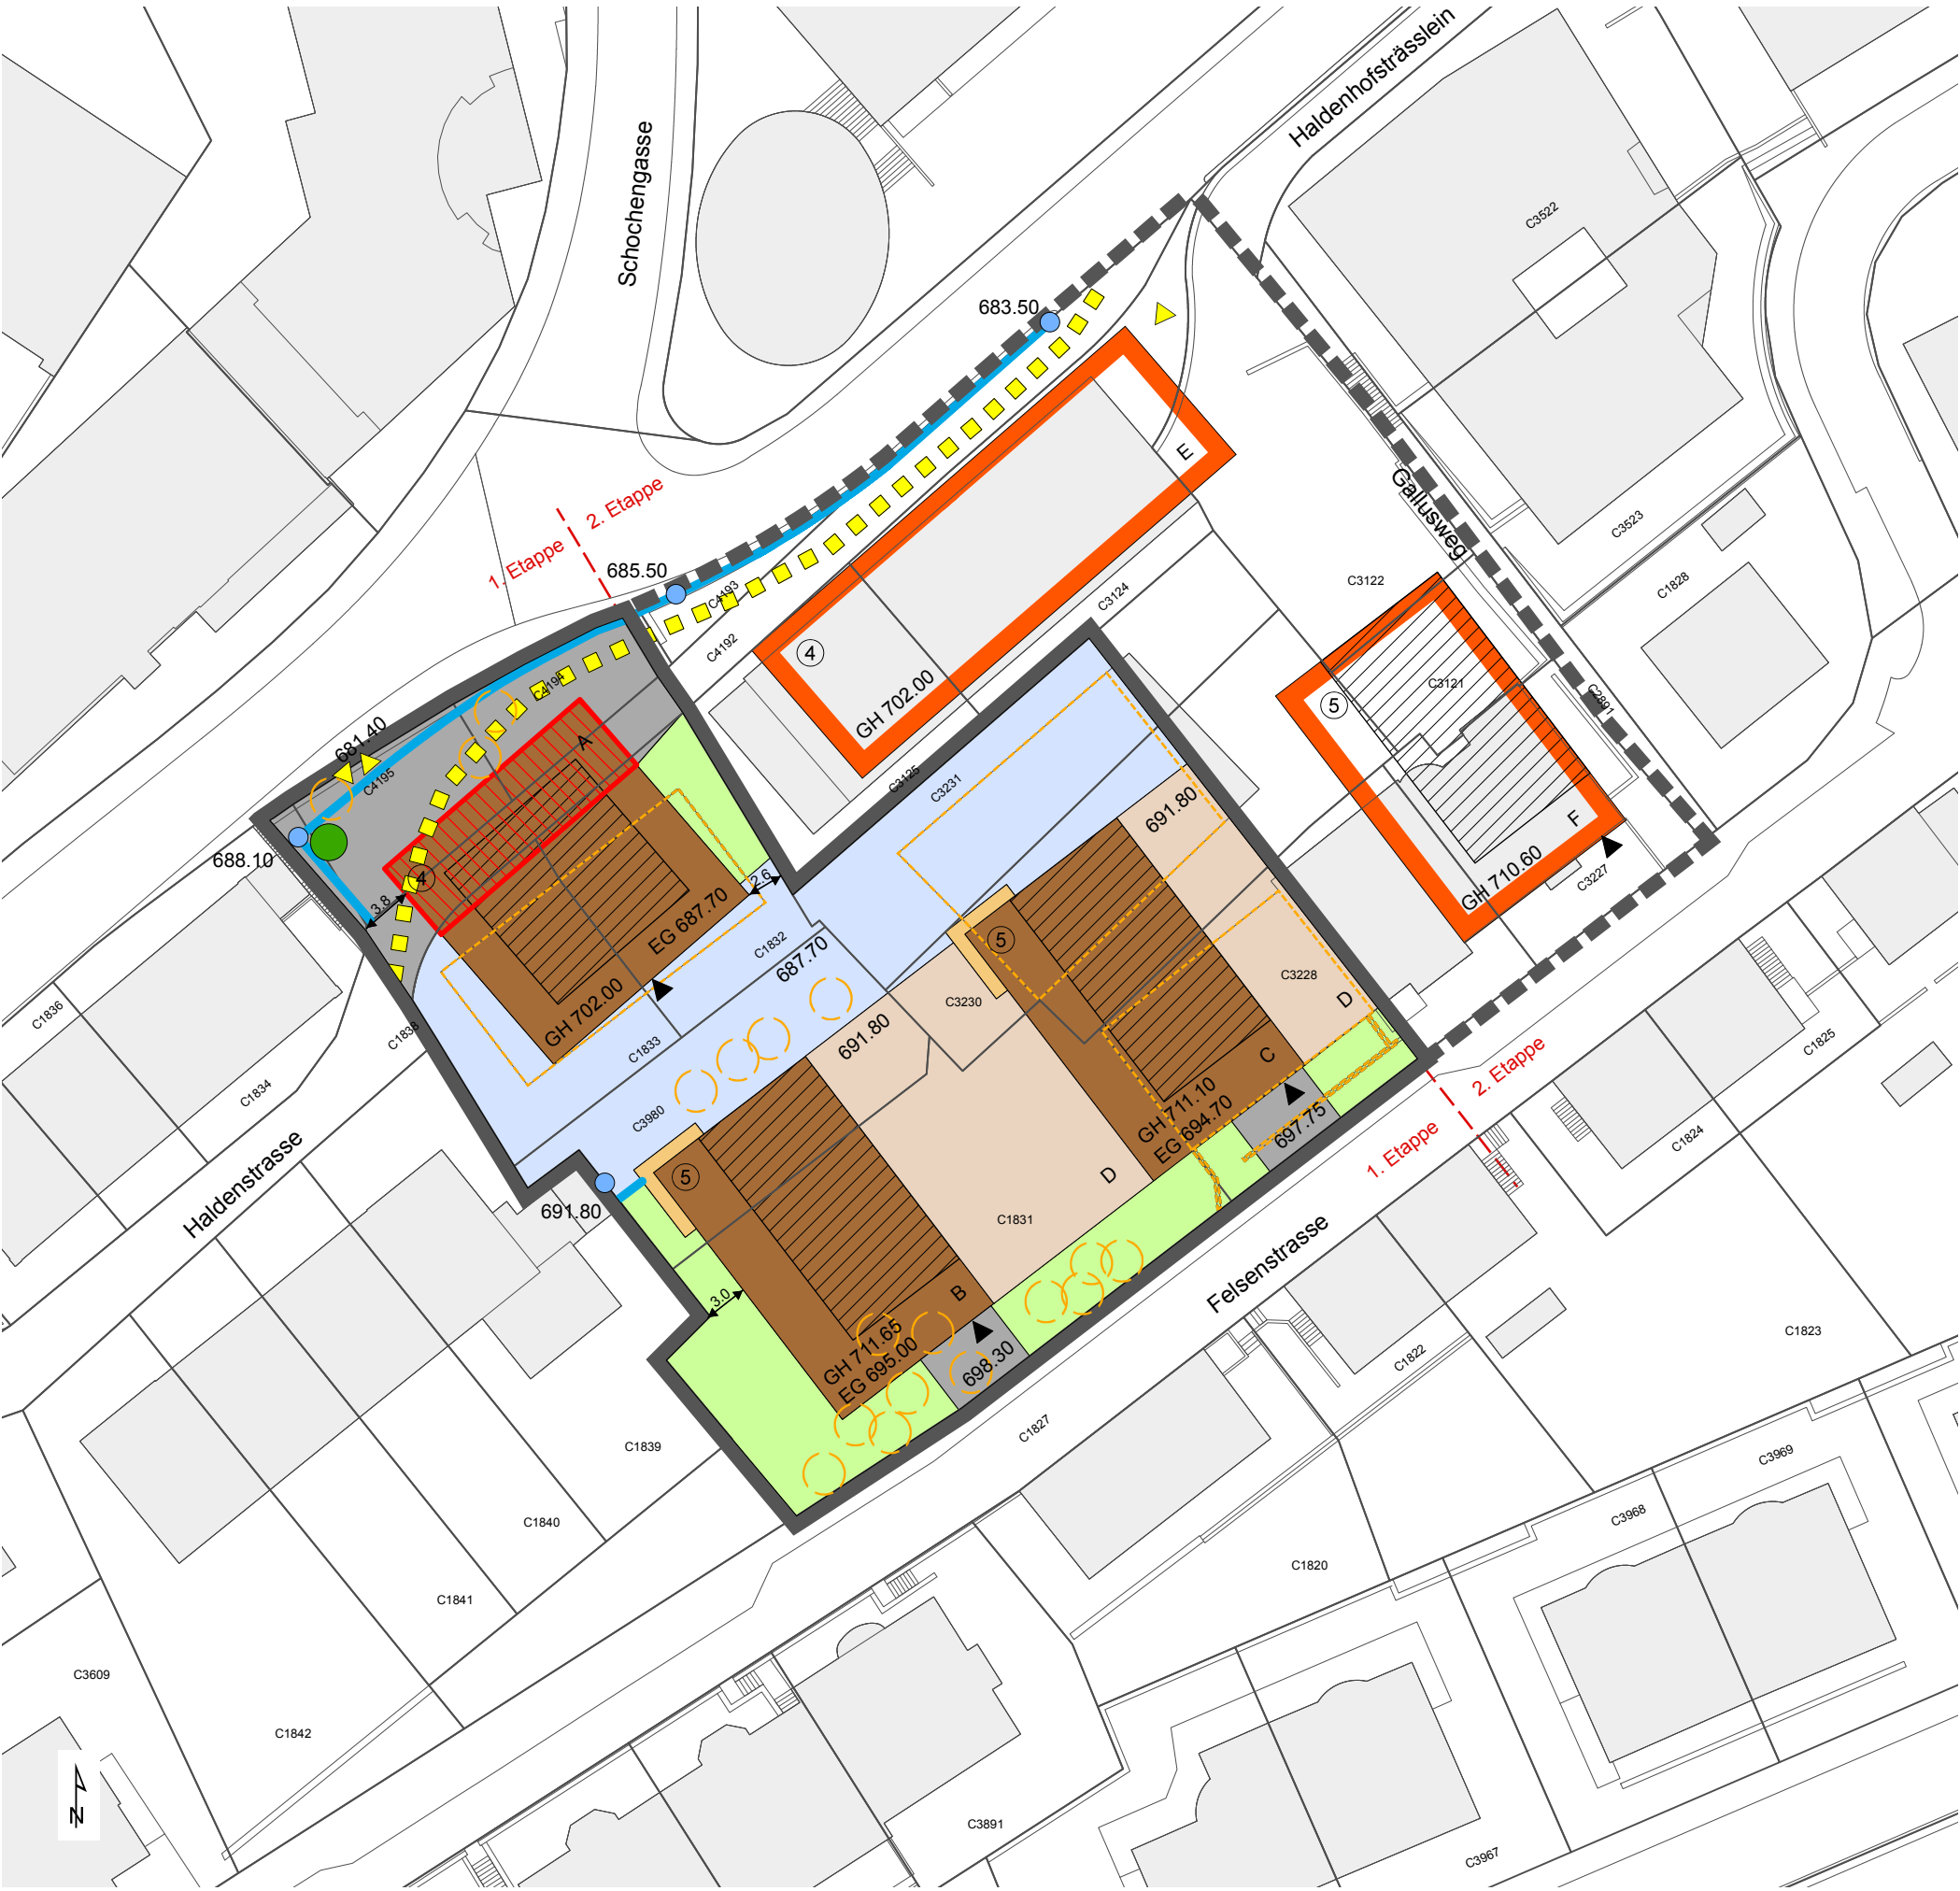 Haldenhofsträsslein
Schochengasse
C3522
683.50
E
Gallusweg
2. Etappe
1. Etappe
685.50
C3523
C1828
C3122
C3124
C4193
C4192
4
GH 702.00
C3121
5
C2891
C4194
681.40
A
C4195
C3125
C3231
691.80
F
GH 710.60
C3227
688.10
4
3.8
2.6
EG 687.70
C1832
687.70
5
C3228
C3230
D
GH 702.00
C1833
691.80
C1836
C1838
C1834
C3980
C
GH 711.10
EG 694.70
697.75
2. Etappe
1. Etappe
C1825
C1824
Haldenstrasse
5
691.80
D
C1831
3.0
B
GH 711.65
EG 695.00
698.30
Felsenstrasse
C1823
C1822
C1827
C1839
C1840
C1841
C1820
C3969
C3968
C3609
C1842
N
C3891
C3967